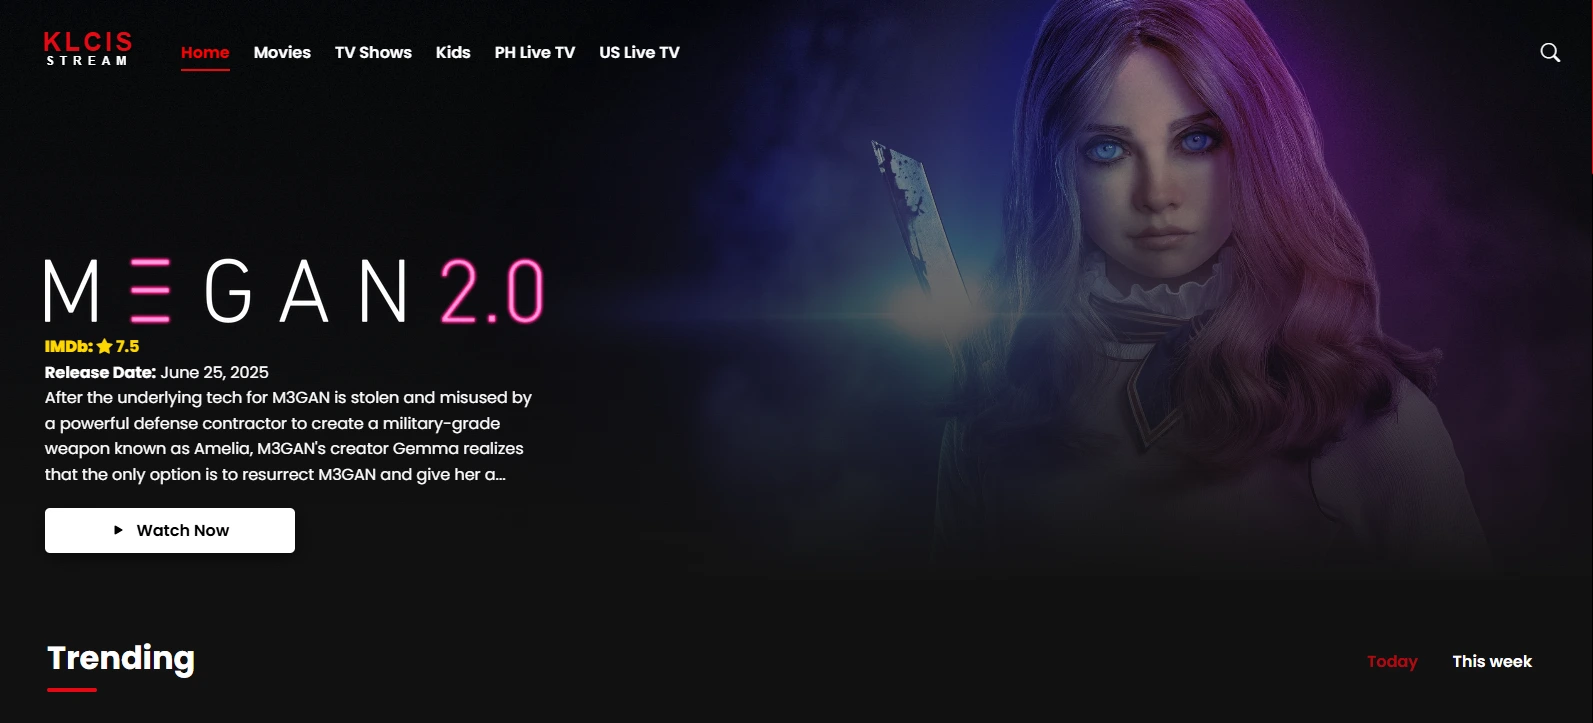 KLCIS
STREAM
Home Movies TV Shows Kids PH Live TV US Live TV
MEGAN 2.0
IMDb: 7.5
Release Date: June 25, 2025
After the underlying tech for M3GAN is stolen and misused by
a powerful defense contractor to create a military-grade
weapon known as Amelia, M3GAN's creator Gemma realizes
that the only option is to resurrect M3GAN and give her a...
Watch Now
Trending
Today This week